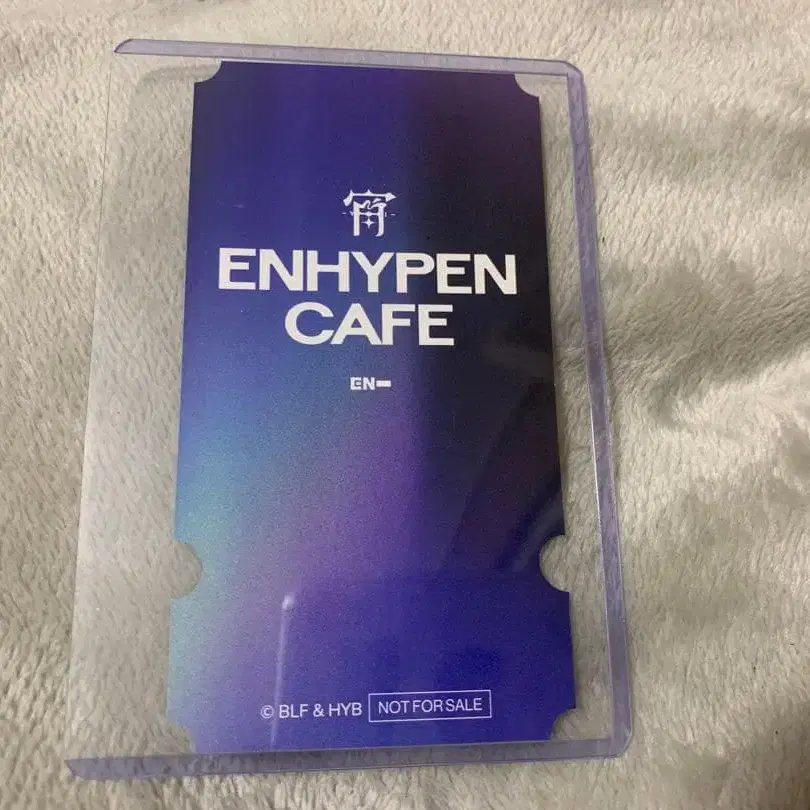 宵
ENHYPEN
CAFE
EN-
© BLF & HYB NOT FOR SALE